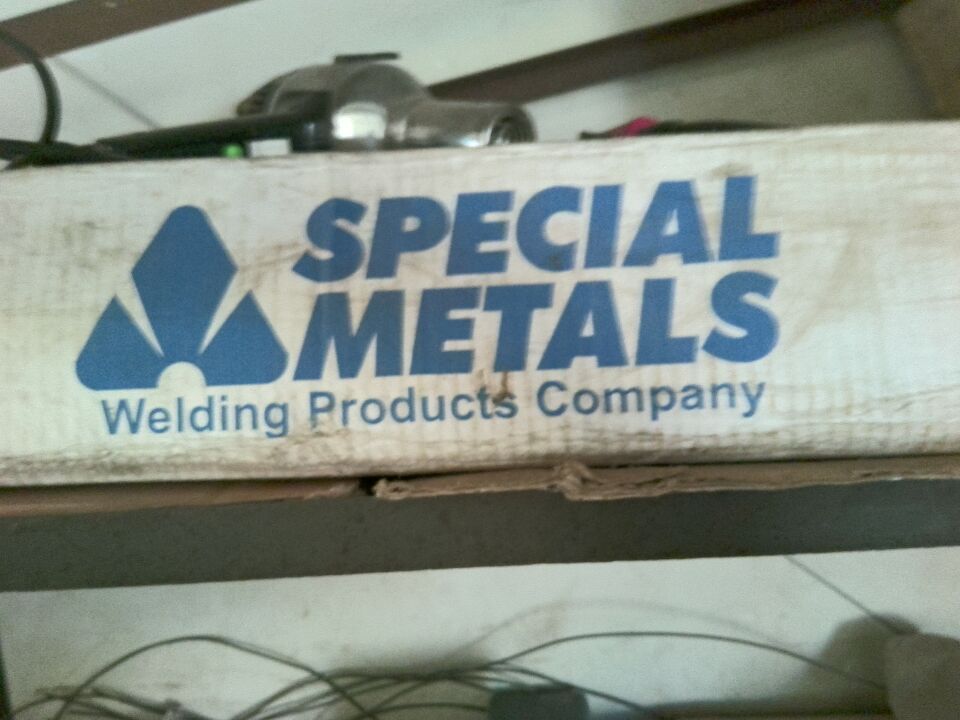 SPECIAL
METALS
Welding Products Company